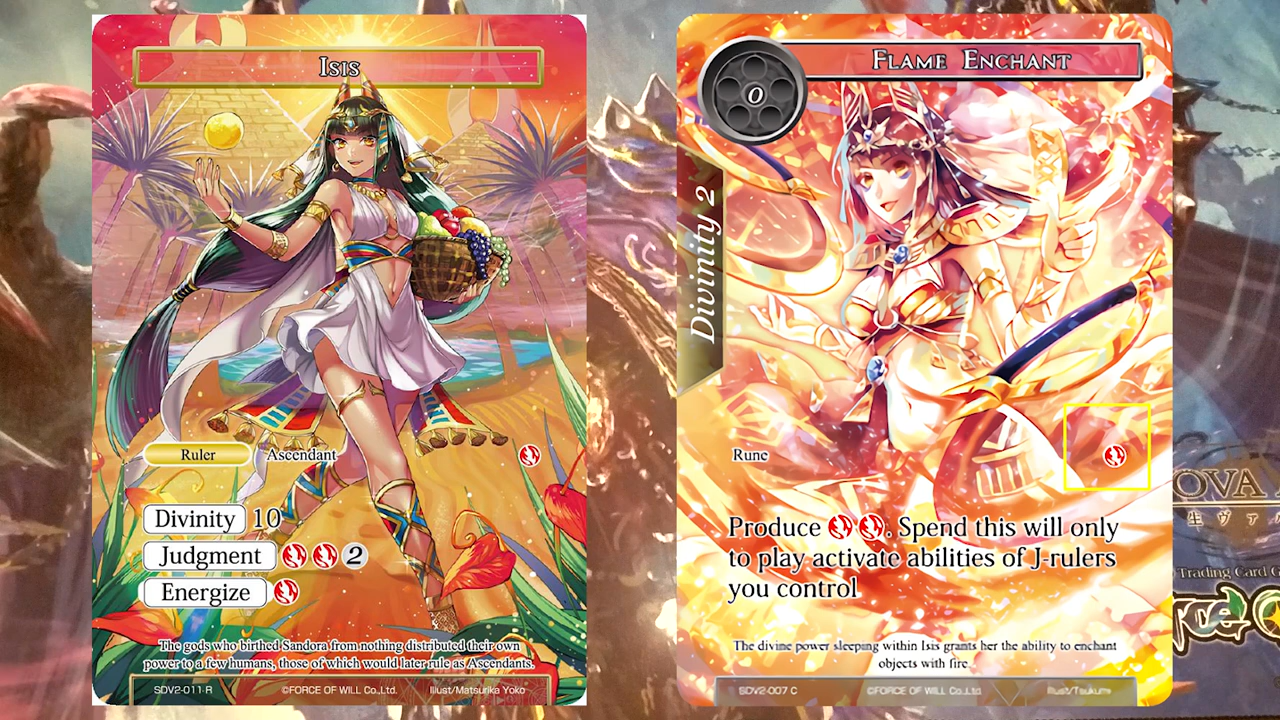 Isis
Ruler
Ascendant
Divinity 10
Judgment 2
Energize
The gods who birthed Sandora from nothing distributed their own
power to a few humans, those of which would later rule as Ascendants.
SDV2-011 R ©FORCE OF WILL Co.,Ltd. Illust/Matsurika Yoko
Flame Enchant
0
Divinity 2
Rune
Produce . Spend this will only
to play activate abilities of J-rulers
you control
The divine power sleeping within Isis grants her the ability to enchant
objects with fire.
SDV2-007 C ©FORCE OF WILL Co.,Ltd. Illust/Tsukumo
OVA
生ヴァ
Trading Card G
rce O